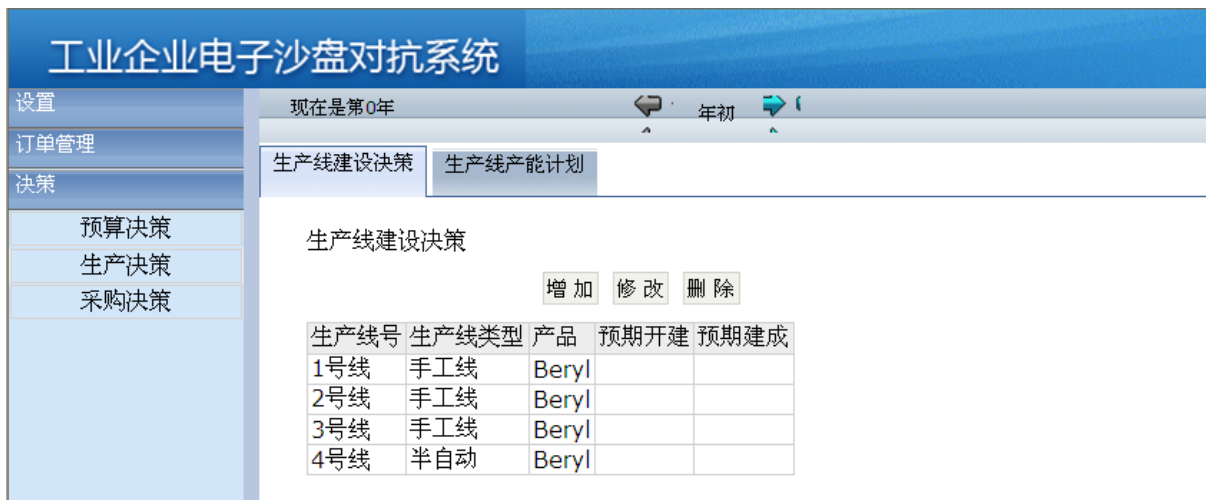 工业企业电子沙盘对抗系统
设置
现在是第0年 年初
订单管理
生产线建设决策 生产线产能计划
决策
预算决策
生产线建设决策
生产决策
增加 修改 删除
采购决策
生产线号 生产线类型 产品 预期开建 预期建成
1号线 手工线 Beryl
2号线 手工线 Beryl
3号线 手工线 Beryl
4号线 半自动 Beryl